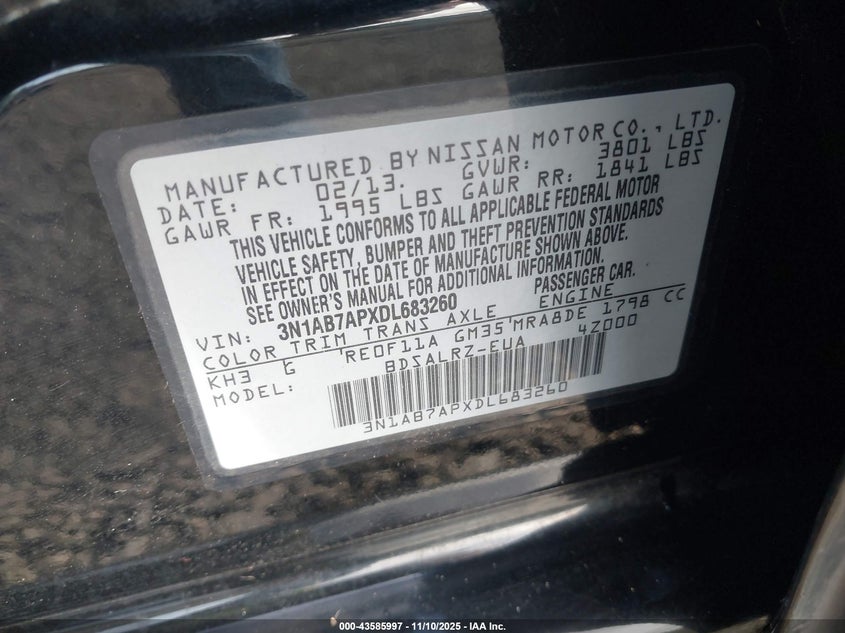 MANUFACTURED BY NISSAN MOTOR CO., LTD.
DATE: 02/13. GVWR: 3801 LBS
GAWR FR: 1995 LBS GAWR RR: 1841 LBS
THIS VEHICLE CONFORMS TO ALL APPLICABLE FEDERAL MOTOR
VEHICLE SAFETY, BUMPER AND THEFT PREVENTION STANDARDS
IN EFFECT ON THE DATE OF MANUFACTURE SHOWN ABOVE.
SEE OWNER'S MANUAL FOR ADDITIONAL INFORMATION.
VIN: 3N1AB7APXDL683260 PASSENGER CAR.
COLOR TRIM TRANS AXLE ENGINE
KH3 G RE0F11A GM35 MRA8DE 1798 CC
MODEL: BDSALRZ-EUA 4Z000
3N1AB7APXDL683260
000-43585997 - 11/10/2025 - IAA Inc.